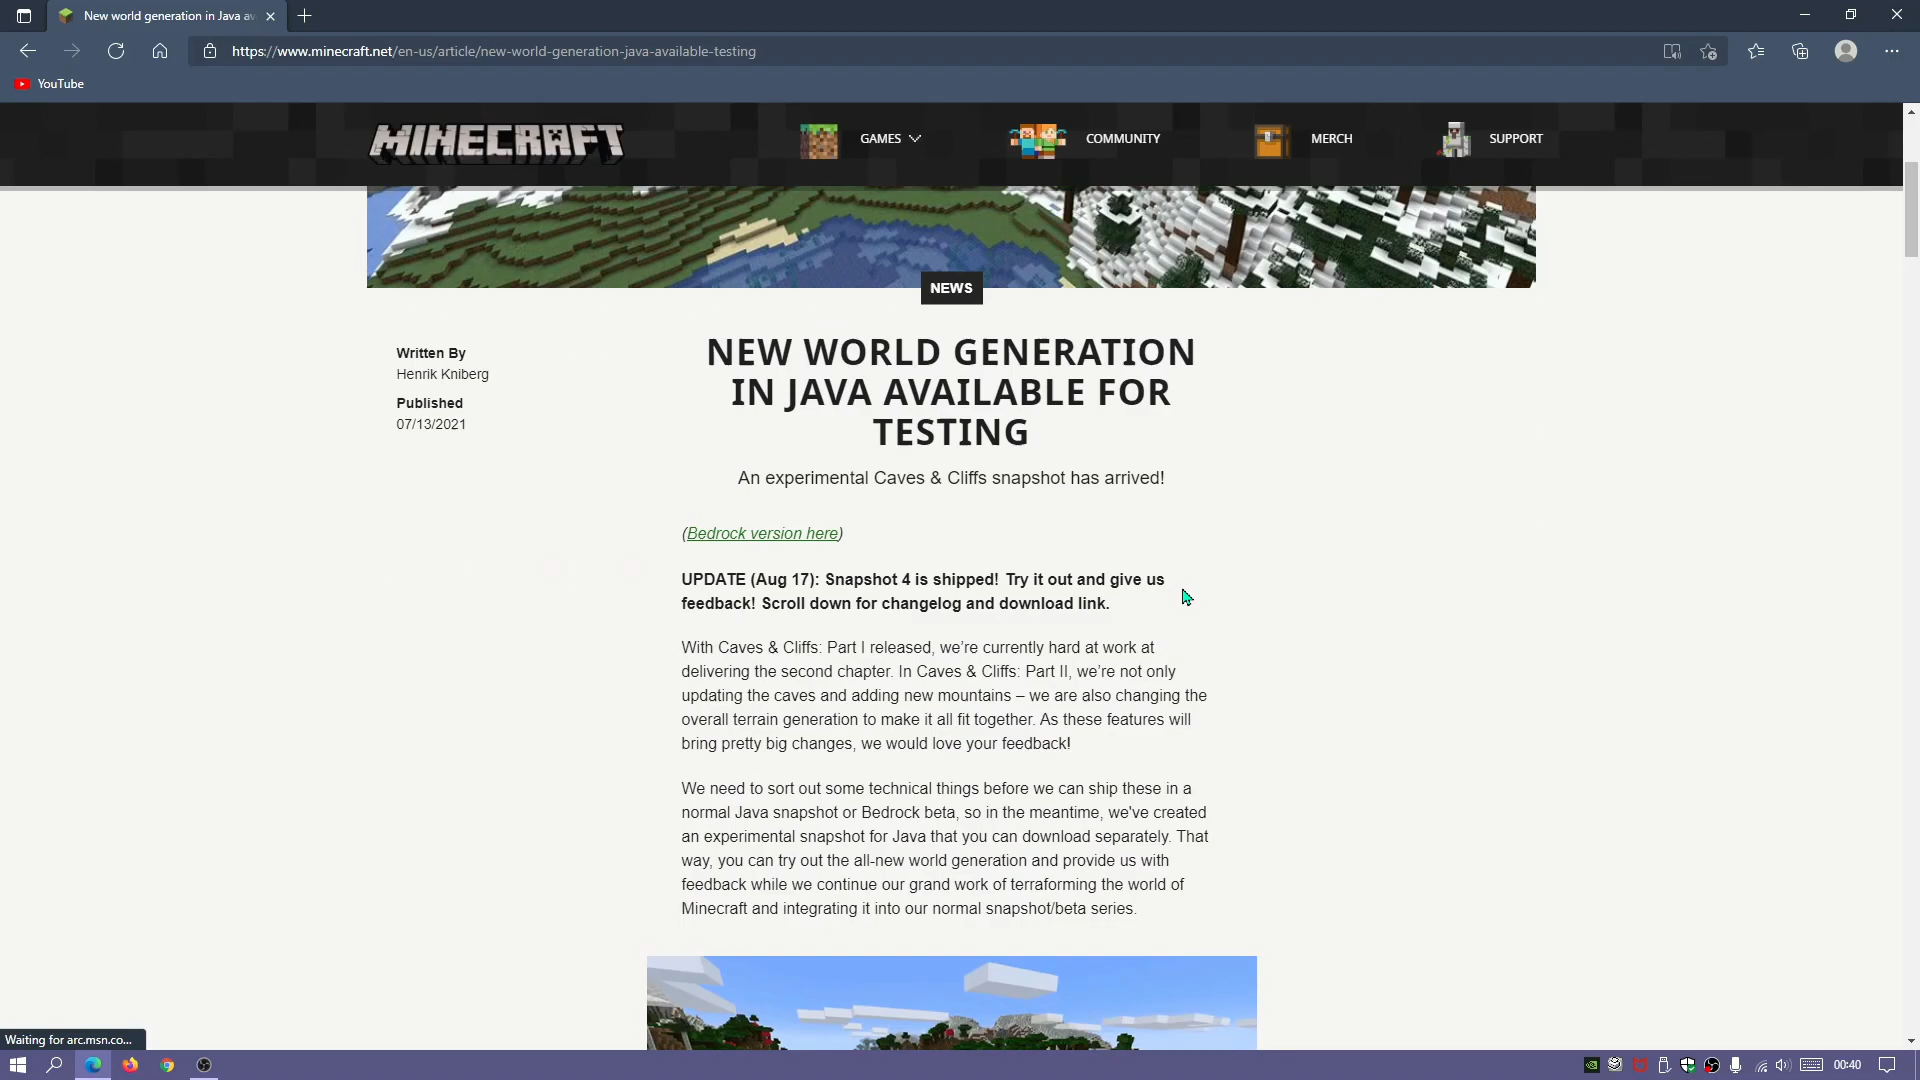 New world generation in Java av
https://www.minecraft.net/en-us/article/new-world-generation-java-available-testing
YouTube
MINECRAFT
GAMES
COMMUNITY
MERCH
SUPPORT
NEWS
Written By
Henrik Kniberg
Published
07/13/2021
NEW WORLD GENERATION
IN JAVA AVAILABLE FOR
TESTING
An experimental Caves & Cliffs snapshot has arrived!
(Bedrock version here)
UPDATE (Aug 17): Snapshot 4 is shipped! Try it out and give us
feedback! Scroll down for changelog and download link.
With Caves & Cliffs: Part I released, we’re currently hard at work at
delivering the second chapter. In Caves & Cliffs: Part II, we’re not only
updating the caves and adding new mountains – we are also changing the
overall terrain generation to make it all fit together. As these features will
bring pretty big changes, we would love your feedback!
We need to sort out some technical things before we can ship these in a
normal Java snapshot or Bedrock beta, so in the meantime, we've created
an experimental snapshot for Java that you can download separately. That
way, you can try out the all-new world generation and provide us with
feedback while we continue our grand work of terraforming the world of
Minecraft and integrating it into our normal snapshot/beta series.
Waiting for arc.msn.co...
00:40